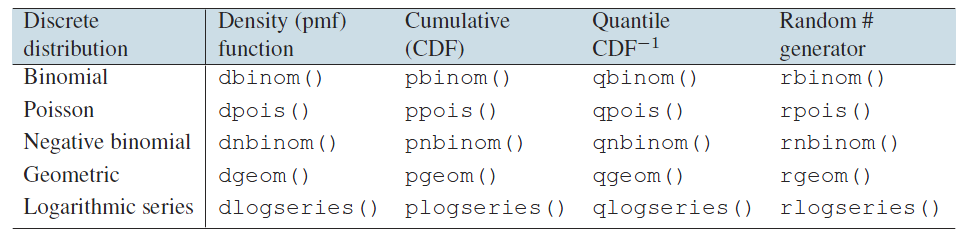 Discrete distribution Density (pmf) function Cumulative (CDF) Quantile CDF−1 Random # generator
Binomial dbinom() pbinom() qbinom() rbinom()
Poisson dpois() ppois() qpois() rpois()
Negative binomial dnbinom() pnbinom() qnbinom() rnbinom()
Geometric dgeom() pgeom() qgeom() rgeom()
Logarithmic series dlogseries() plogseries() qlogseries() rlogseries()